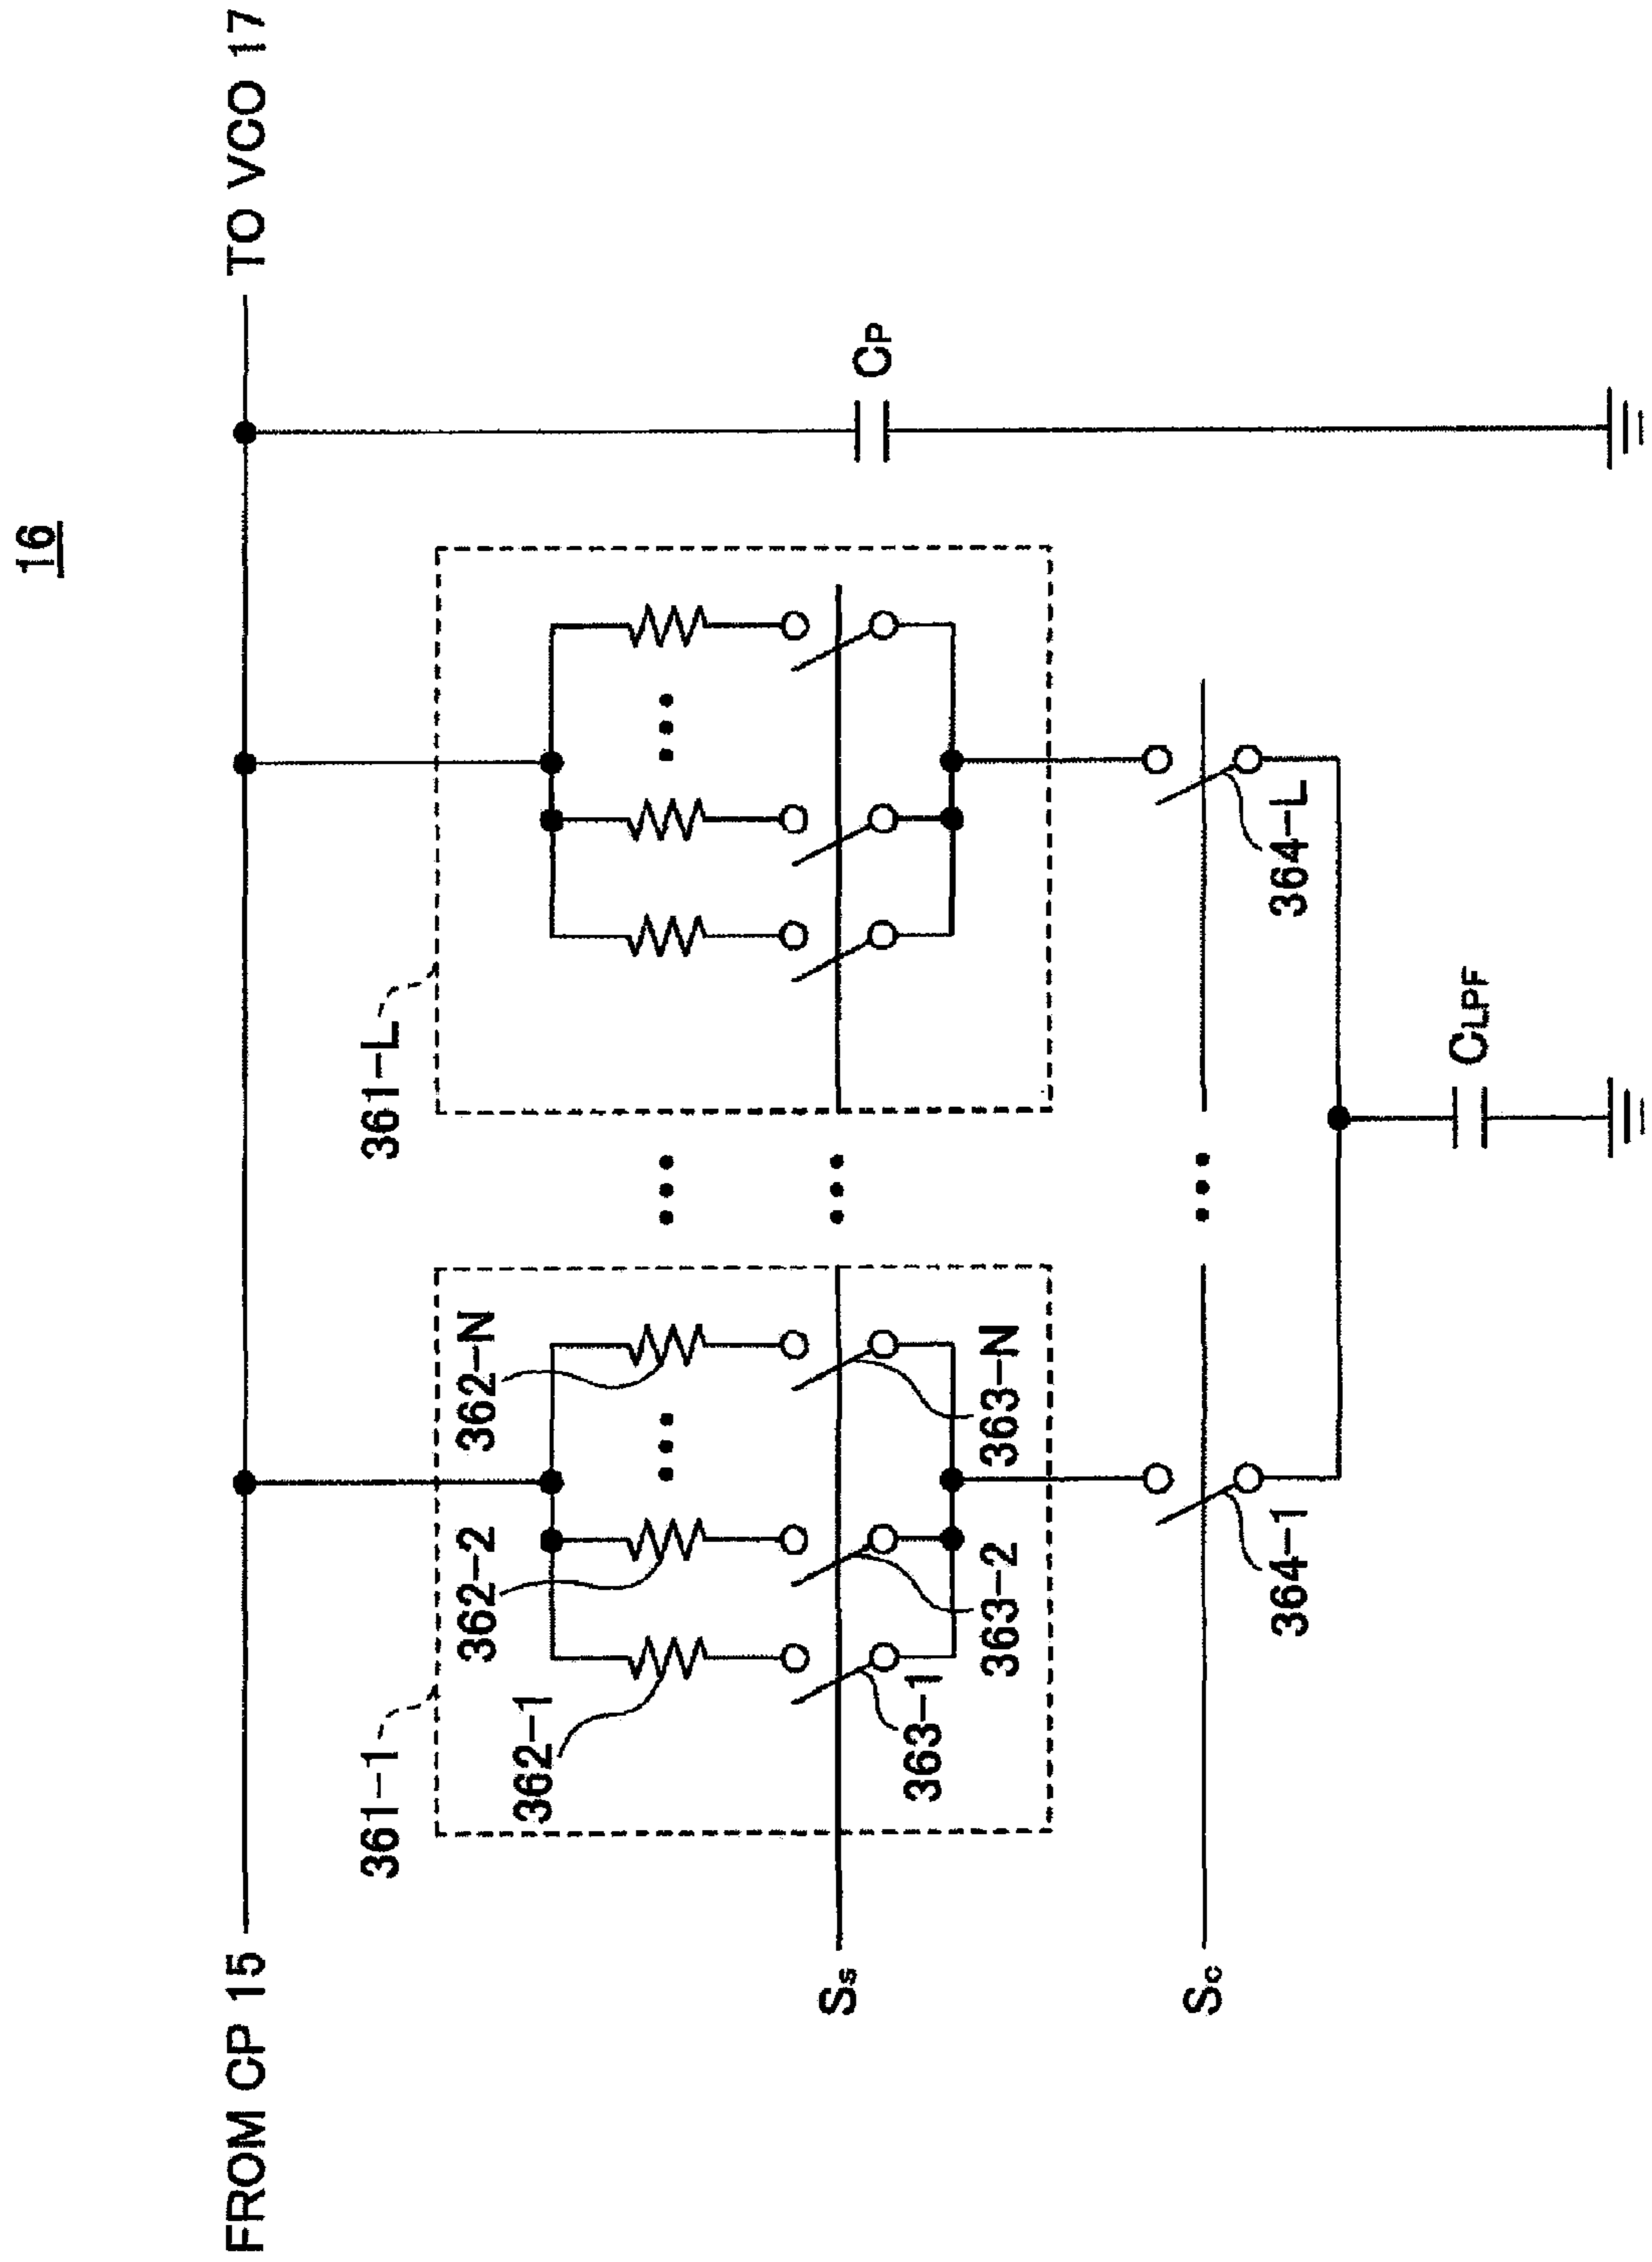 16
FROM CP 15
TO VCO 17
361-1
361-L
362-1
362-2
362-N
Ss
363-1
363-2
363-N
Sc
364-1
364-L
CLPF
CP